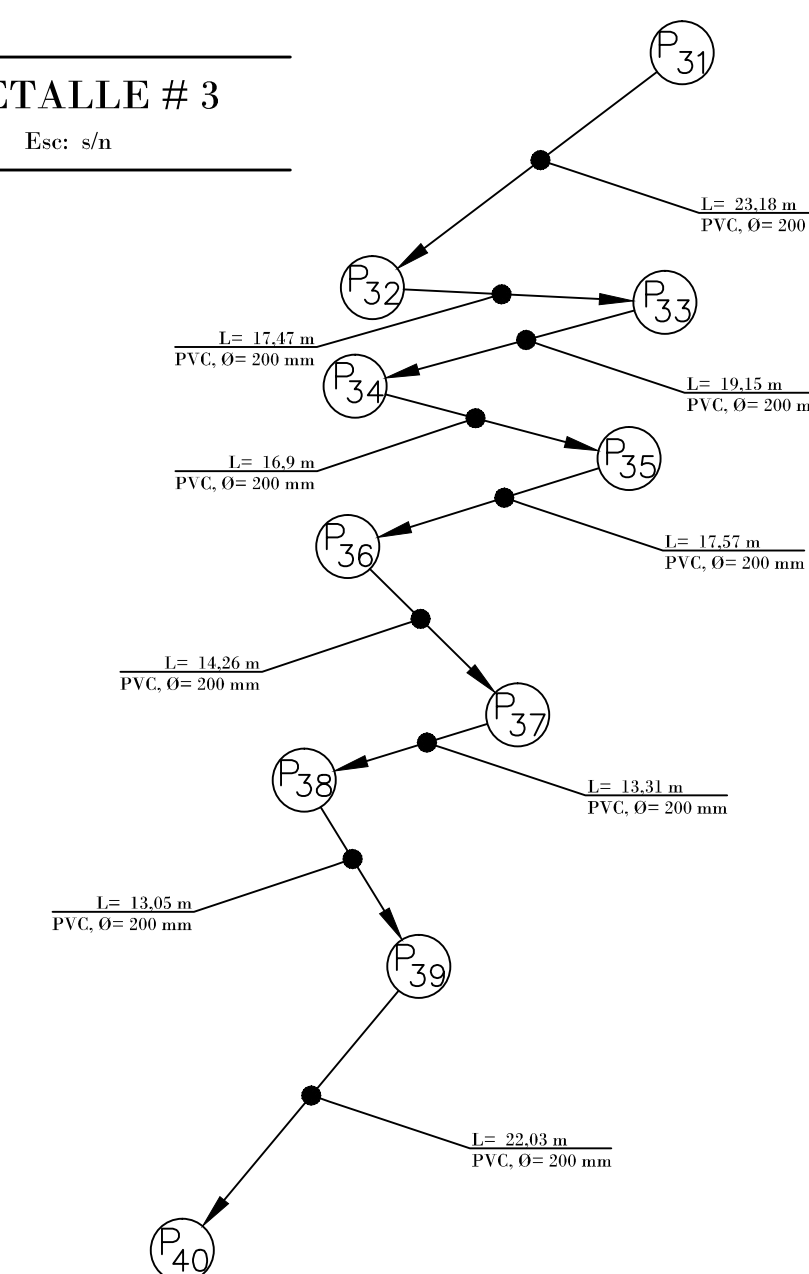 ETALLE # 3
Esc: s/n
P31
L= 23,18 m
PVC, Ø= 200
P32
P33
L= 17,47 m
PVC, Ø= 200 mm
P34
L= 19,15 m
PVC, Ø= 200 m
P35
L= 16,9 m
PVC, Ø= 200 mm
P36
L= 17,57 m
PVC, Ø= 200 mm
L= 14,26 m
PVC, Ø= 200 mm
P37
P38
L= 13,31 m
PVC, Ø= 200 mm
L= 13,05 m
PVC, Ø= 200 mm
P39
L= 22,03 m
PVC, Ø= 200 mm
P40